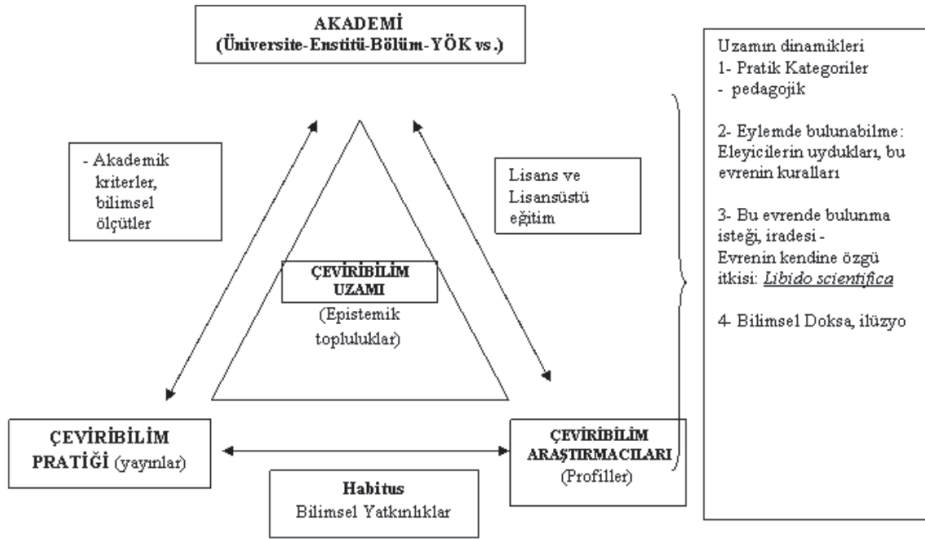 AKADEMİ
(Üniversite-Enstitü-Bölüm-YÖK vs.)
- Akademik
kriterler,
bilimsel
ölçütler
Lisans ve
Lisansüstü
eğitim
ÇEVİRİBİLİM
UZAMI
(Epistemik
topluluklar)
ÇEVİRİBİLİM
PRATİĞİ (yayınlar)
ÇEVİRİBİLİM
ARAŞTIRMACILARI
(Profiller)
Habitus
Bilimsel Yatkınlıklar
Uzamın dinamikleri
1- Pratik Kategoriler
- pedagojik
2- Eylemde bulunabilme:
Eleyicilerin uydukları, bu
evrenin kuralları
3- Bu evrende bulunma
isteği, iradesi -
Evrenin kendine özgü
itkisi: Libido scientifica
4- Bilimsel Doksa, ilüzyo